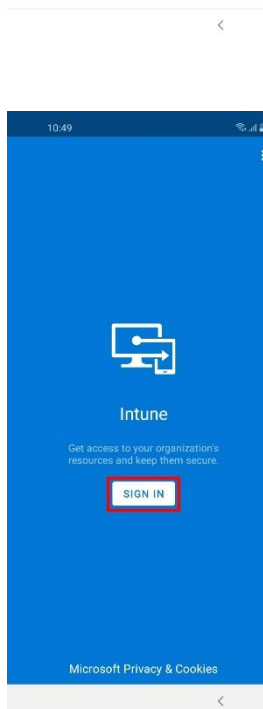 10:49
Intune
Get access to your organization's
resources and keep them secure.
SIGN IN
Microsoft Privacy & Cookies